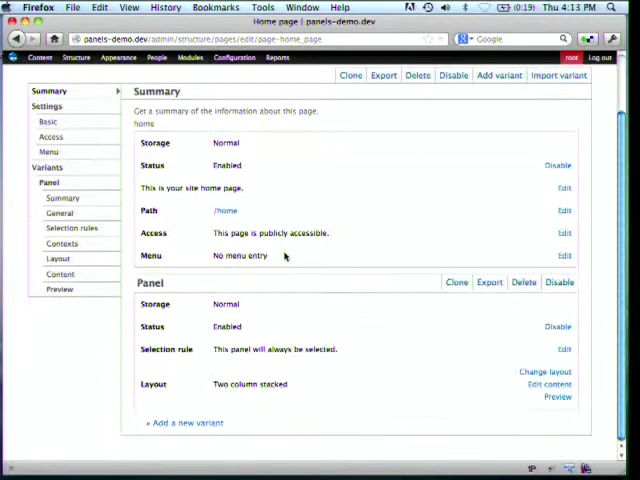 Firefox File Edit View History Bookmarks Tools Window Help (0:19) Thu 4:13 PM
Home page | panels-demo.dev
panels-demo.dev/admin/structure/pages/edit/page-home_page Google
Content Structure Appearance People Modules Configuration Reports root Log out
Clone Export Delete Disable Add variant Import variant
Summary
Settings
Basic
Access
Menu
Variants
Panel
Summary
General
Selection rules
Contexts
Layout
Content
Preview
Summary
Get a summary of the information about this page.
home
Storage Normal
Status Enabled Disable
This is your site home page. Edit
Path /home Edit
Access This page is publicly accessible. Edit
Menu No menu entry Edit
Panel Clone Export Delete Disable
Storage Normal
Status Enabled Disable
Selection rule This panel will always be selected. Edit
Change layout
Layout Two column stacked Edit content
Preview
» Add a new variant